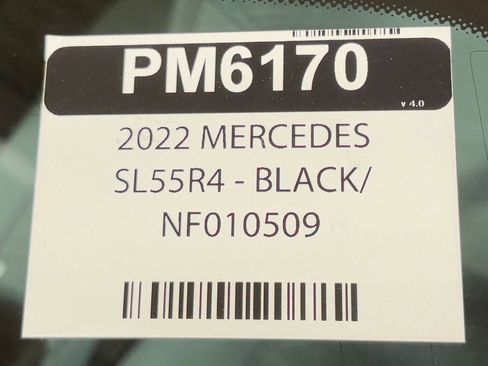 PM6170
v 4.0
2022 MERCEDES
SL55R4 - BLACK/
NF010509